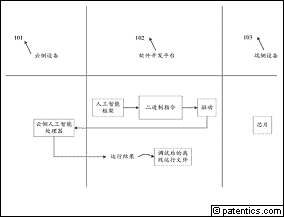 101
102
103
云侧设备
软件开发平台
端侧设备
人工智能
框架
二进制指令
驱动
云侧人工智能
处理器
芯片
运行结果
调试后的离
线运行文件
© patentics.com